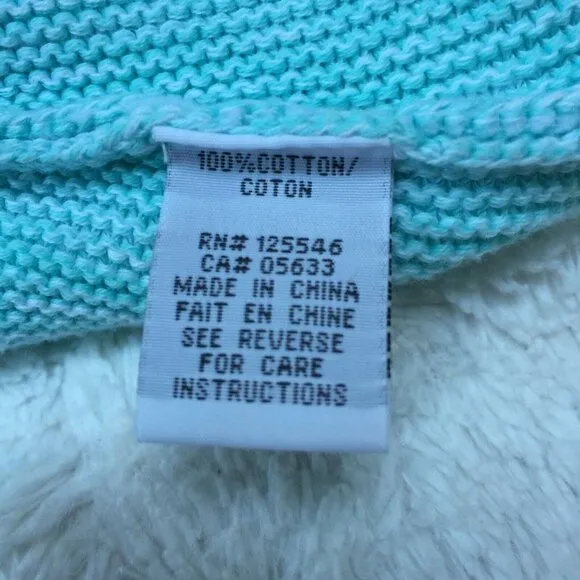 100%COTTON/
COTON
RN# 125546
CA# 05633
MADE IN CHINA
FAIT EN CHINE
SEE REVERSE
FOR CARE
INSTRUCTIONS